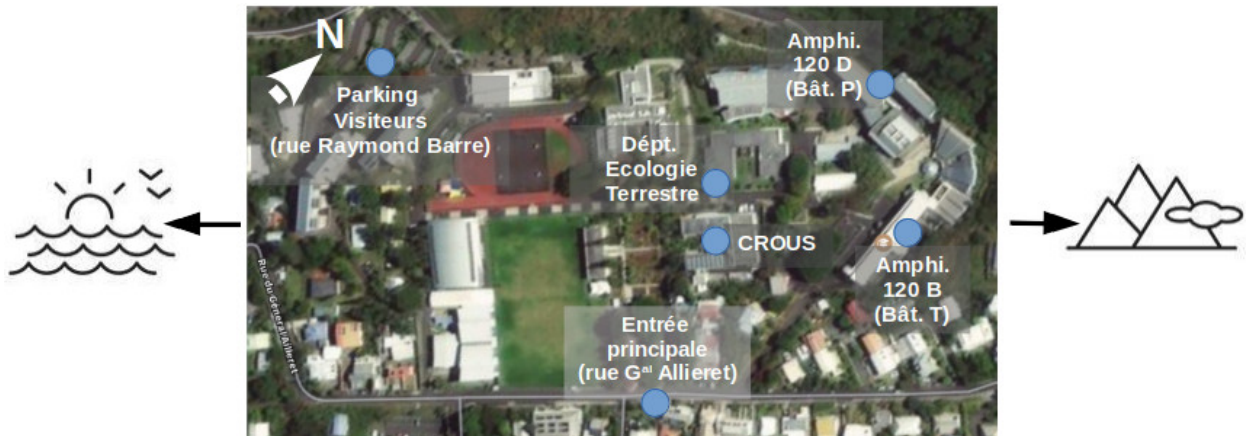 N
Parking
Visiteurs
(rue Raymond Barre)
Amphi.
120 D
(Bât. P)
Dépt.
Ecologie
Terrestre
CROUS
Amphi.
120 B
(Bât. T)
Entrée
principale
(rue Gal Allieret)
Rue du Général Ailleret